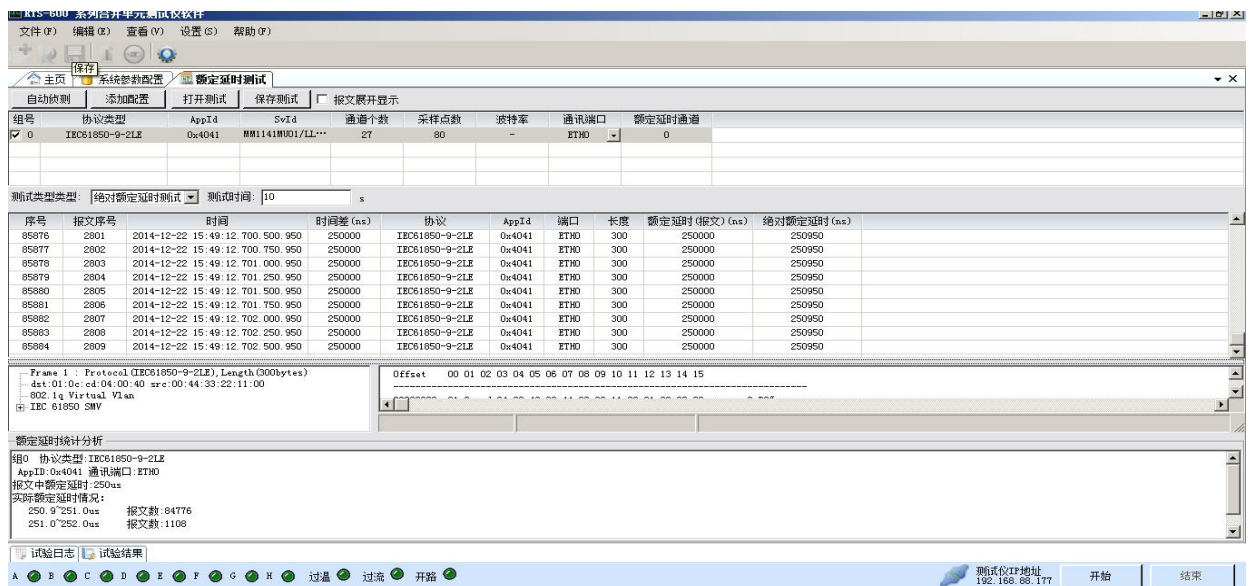 RTS-600 系列合并单元测试仪软件
文件(F) 编辑(E) 查看(V) 设置(S) 帮助(F)
保存
主页 系统参数配置 额定延时测试
自动侦测 添加配置 打开测试 保存测试 报文展开显示
组号 协议类型 AppId SvId 通道个数 采样点数 波特率 通讯端口 额定延时通道
0 IEC61850-9-2LE 0x4041 MM1141MU01/LL... 27 80 - ETH0 0
测试类型类型: 绝对额定延时测试 测试时间: 10 s
序号 报文序号 时间 时间差(ns) 协议 AppId 端口 长度 额定延时(报文)(ns) 绝对额定延时(ns)
85876 2801 2014-12-22 15:49:12.700.500.950 250000 IEC61850-9-2LE 0x4041 ETH0 300 250000 250950
85877 2802 2014-12-22 15:49:12.700.750.950 250000 IEC61850-9-2LE 0x4041 ETH0 300 250000 250950
85878 2803 2014-12-22 15:49:12.701.000.950 250000 IEC61850-9-2LE 0x4041 ETH0 300 250000 250950
85879 2804 2014-12-22 15:49:12.701.250.950 250000 IEC61850-9-2LE 0x4041 ETH0 300 250000 250950
85880 2805 2014-12-22 15:49:12.701.500.950 250000 IEC61850-9-2LE 0x4041 ETH0 300 250000 250950
85881 2806 2014-12-22 15:49:12.701.750.950 250000 IEC61850-9-2LE 0x4041 ETH0 300 250000 250950
85882 2807 2014-12-22 15:49:12.702.000.950 250000 IEC61850-9-2LE 0x4041 ETH0 300 250000 250950
85883 2808 2014-12-22 15:49:12.702.250.950 250000 IEC61850-9-2LE 0x4041 ETH0 300 250000 250950
85884 2809 2014-12-22 15:49:12.702.500.950 250000 IEC61850-9-2LE 0x4041 ETH0 300 250000 250950
Frame 1 : Protocol(IEC61850-9-2LE),Length(300bytes)
dst:01:0c:cd:04:00:40 src:00:44:33:22:11:00
802.1q Virtual Vlan
IEC 61850 SMV
Offset 00 01 02 03 04 05 06 07 08 09 10 11 12 13 14 15
额定延时统计分析
组0 协议类型:IEC61850-9-2LE
AppID:0x4041 通讯端口:ETH0
报文中额定延时:250us
实际额定延时情况:
250.9~251.0us 报文数:84776
251.0~252.0us 报文数:1108
试验日志 试验结果
A B C D E F G H 过温 过流 开路 测试仪IP地址 192.168.88.177 开始 结束